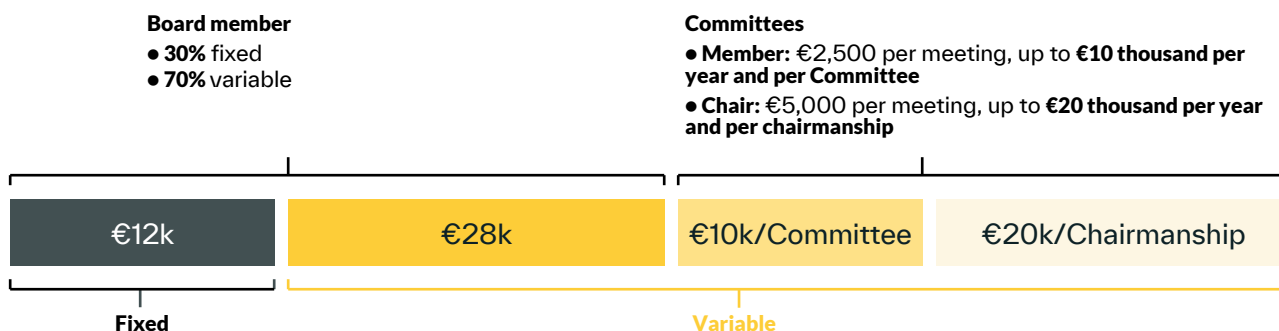 Board member
• 30% fixed
• 70% variable
Committees
• Member: €2,500 per meeting, up to €10 thousand per
year and per Committee
• Chair: €5,000 per meeting, up to €20 thousand per year
and per chairmanship
€12k
€28k
€10k/Committee
€20k/Chairmanship
Fixed
Variable